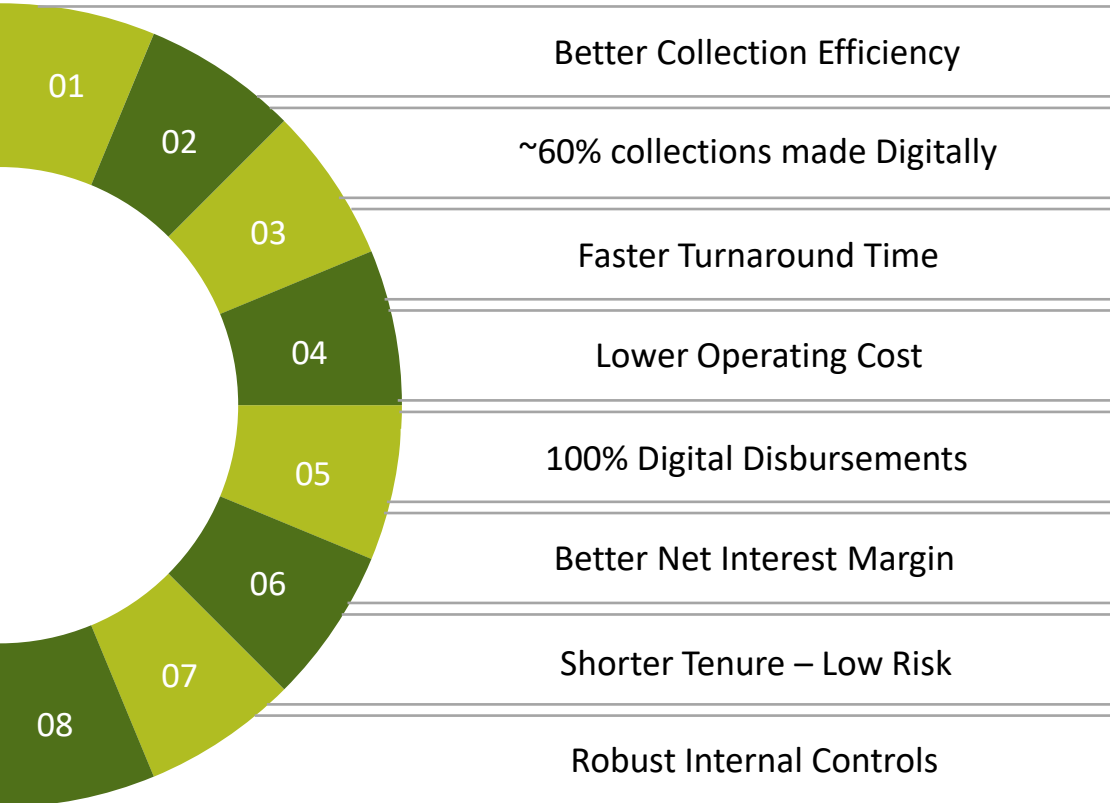 01
Better Collection Efficiency
02
~60% collections made Digitally
03
Faster Turnaround Time
04
Lower Operating Cost
05
100% Digital Disbursements
06
Better Net Interest Margin
07
Shorter Tenure – Low Risk
08
Robust Internal Controls